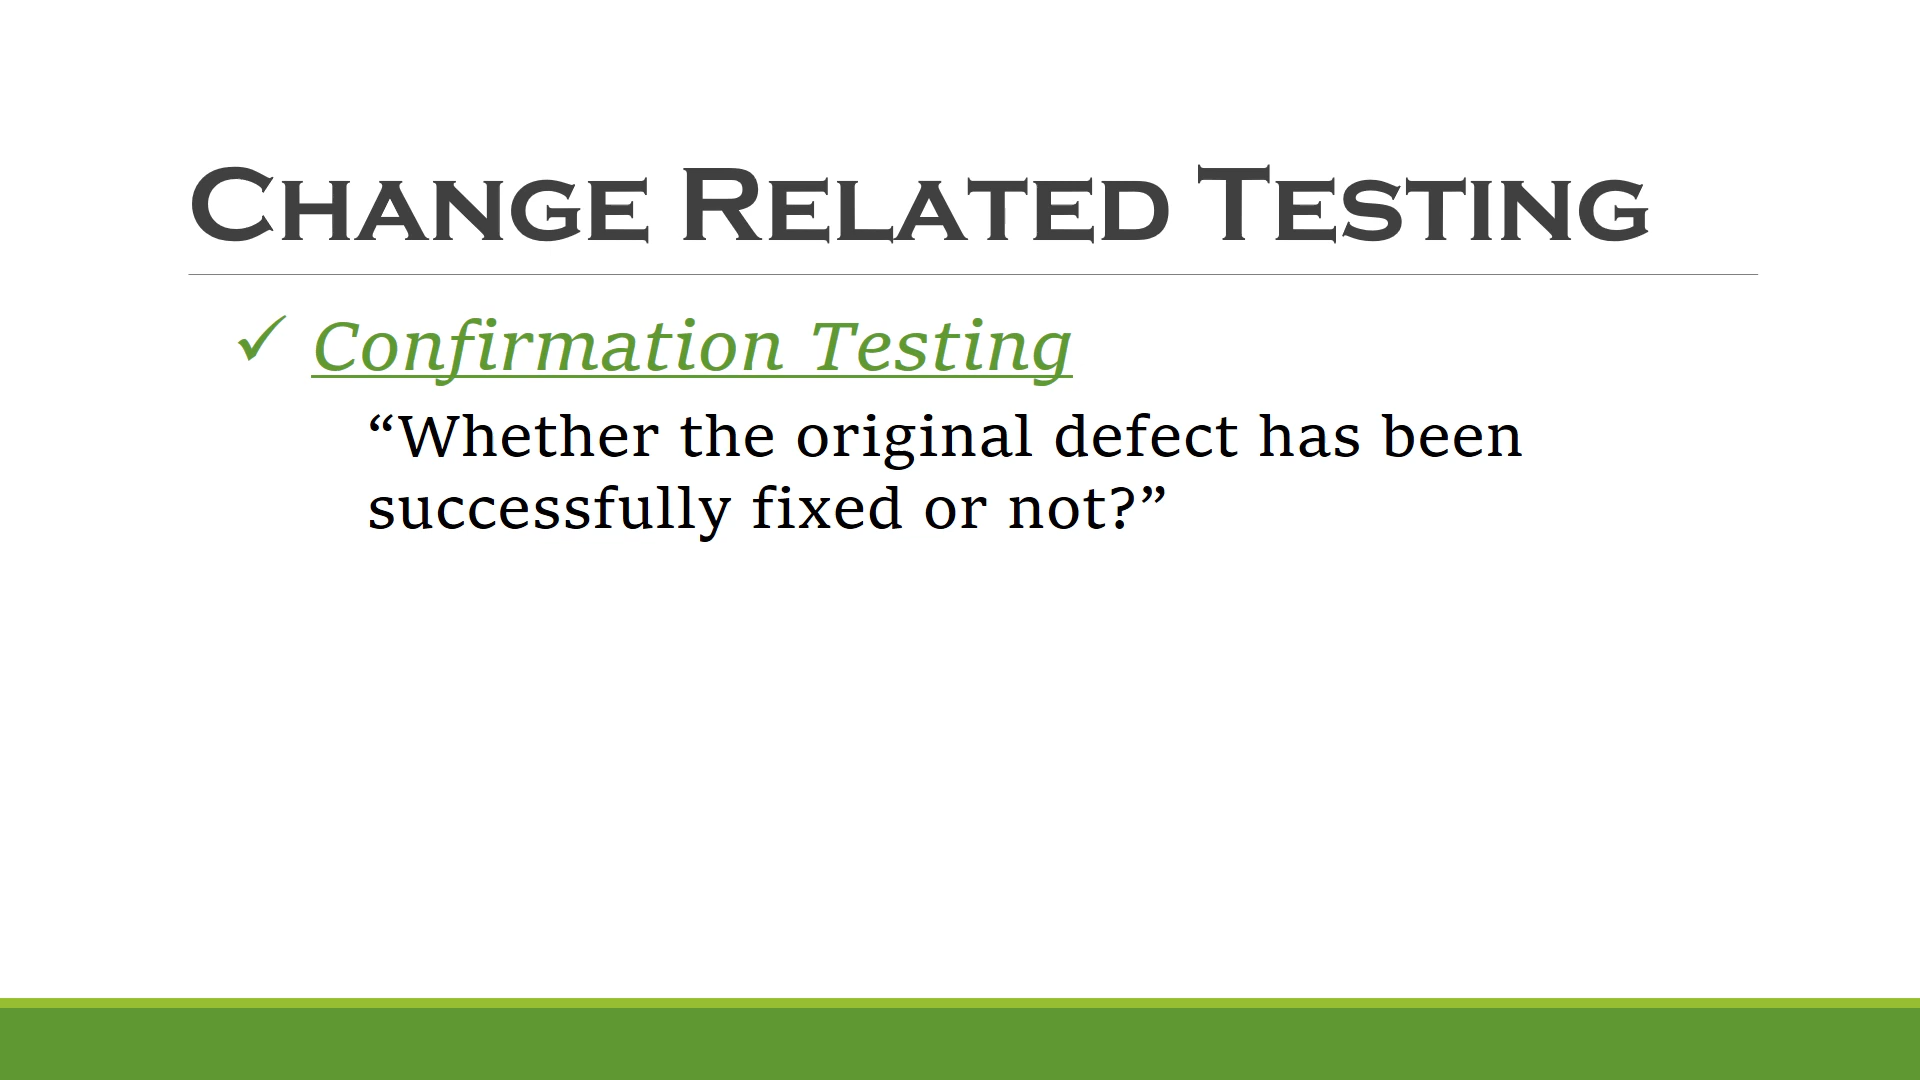 Change Related Testing
✓ Confirmation Testing
“Whether the original defect has been
successfully fixed or not?”